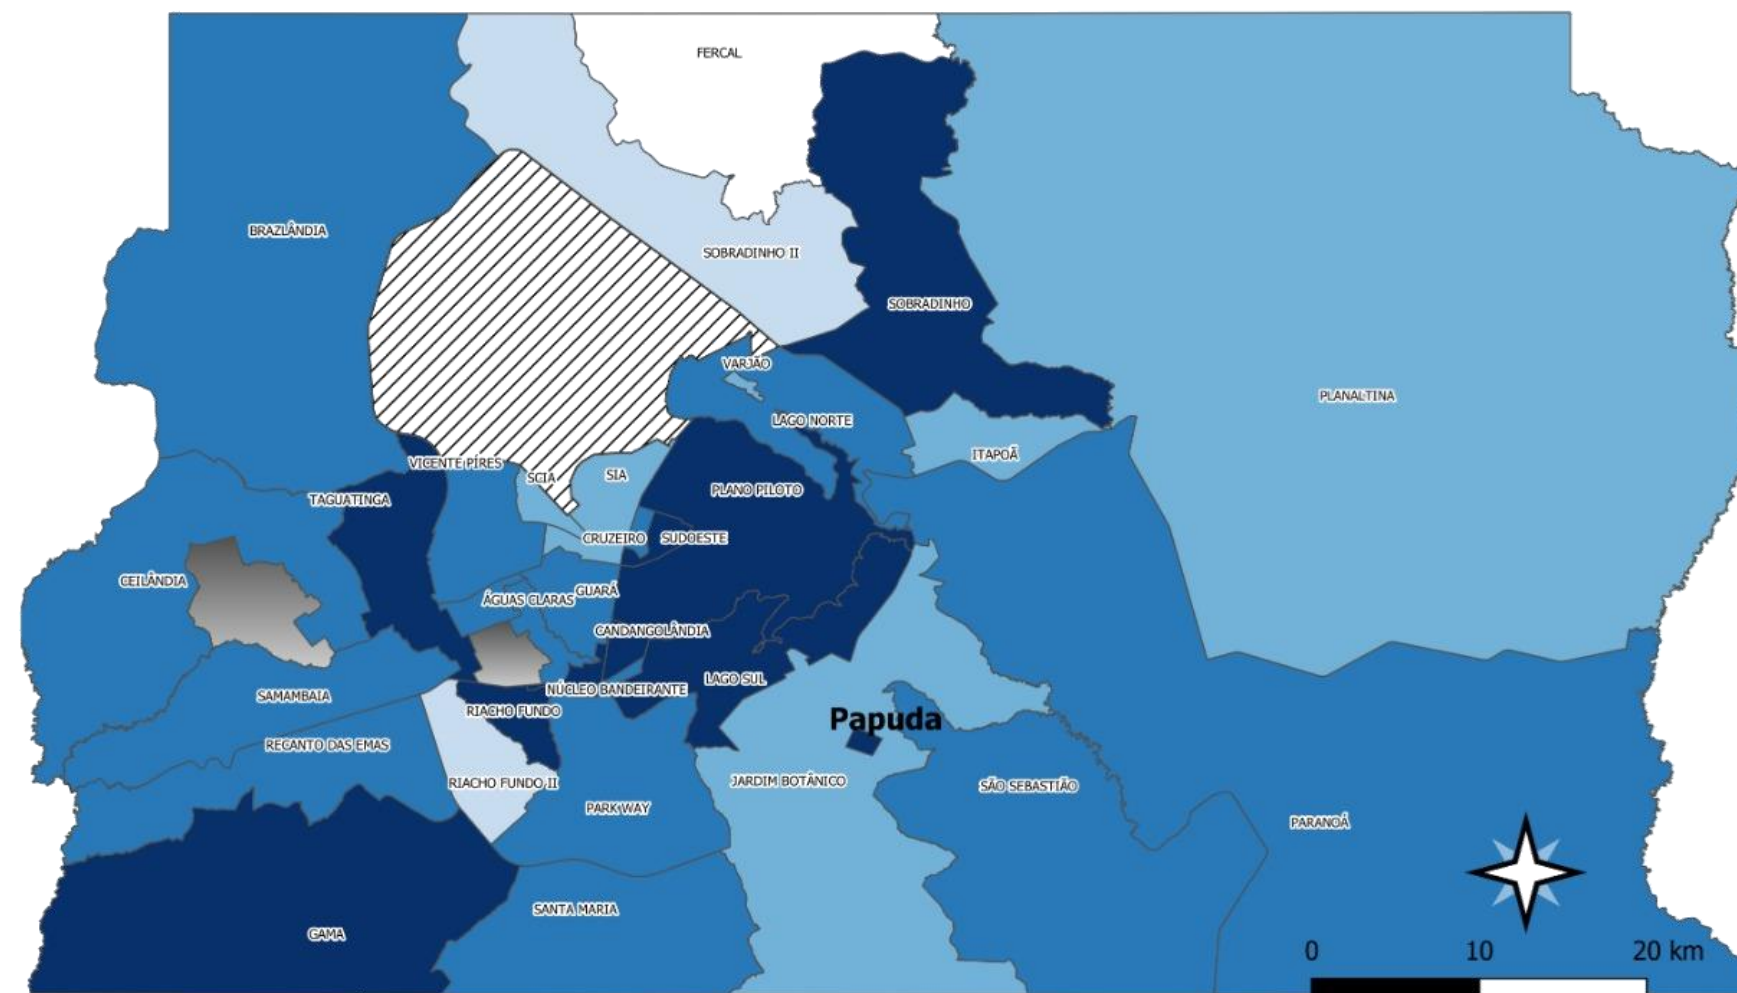 FERCAL
BRAZLÂNDIA
SOBRADINHO II
SOBRADINHO
VARJÃO
PLANALTINA
LAGO NORTE
ITAPOÃ
VICENTE PIRES
SCIA
SIA
PLANO PILOTO
TAGUATINGA
CRUZEIRO
SUDOESTE
CEILÂNDIA
ÁGUAS CLARAS
GUARÁ
CANDANGOLÂNDIA
LAGO SUL
NÚCLEO BANDEIRANTE
SAMAMBAIA
RIACHO FUNDO
Papuda
RECANTO DAS EMAS
RIACHO FUNDO II
JARDIM BOTÂNICO
SÃO SEBASTIÃO
PARK WAY
PARANOÁ
SANTA MARIA
GAMA
0 10 20 km